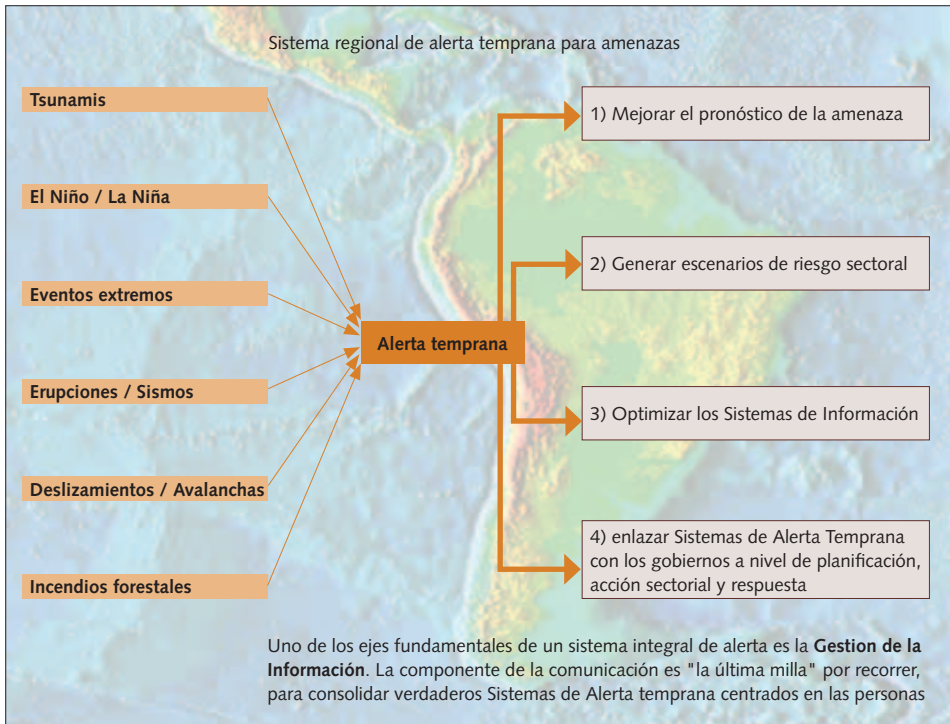 Sistema regional de alerta temprana para amenazas
Tsunamis
El Niño / La Niña
Eventos extremos
Erupciones / Sismos
Deslizamientos / Avalanchas
Incendios forestales
Alerta temprana
1) Mejorar el pronóstico de la amenaza
2) Generar escenarios de riesgo sectoral
3) Optimizar los Sistemas de Información
4) enlazar Sistemas de Alerta Temprana
con los gobiernos a nivel de planificación,
acción sectorial y respuesta
Uno de los ejes fundamentales de un sistema integral de alerta es la Gestion de la
Información. La componente de la comunicación es "la última milla" por recorrer,
para consolidar verdaderos Sistemas de Alerta temprana centrados en las personas